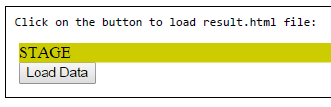 Click on the button to load result.html file:
STAGE
Load Data